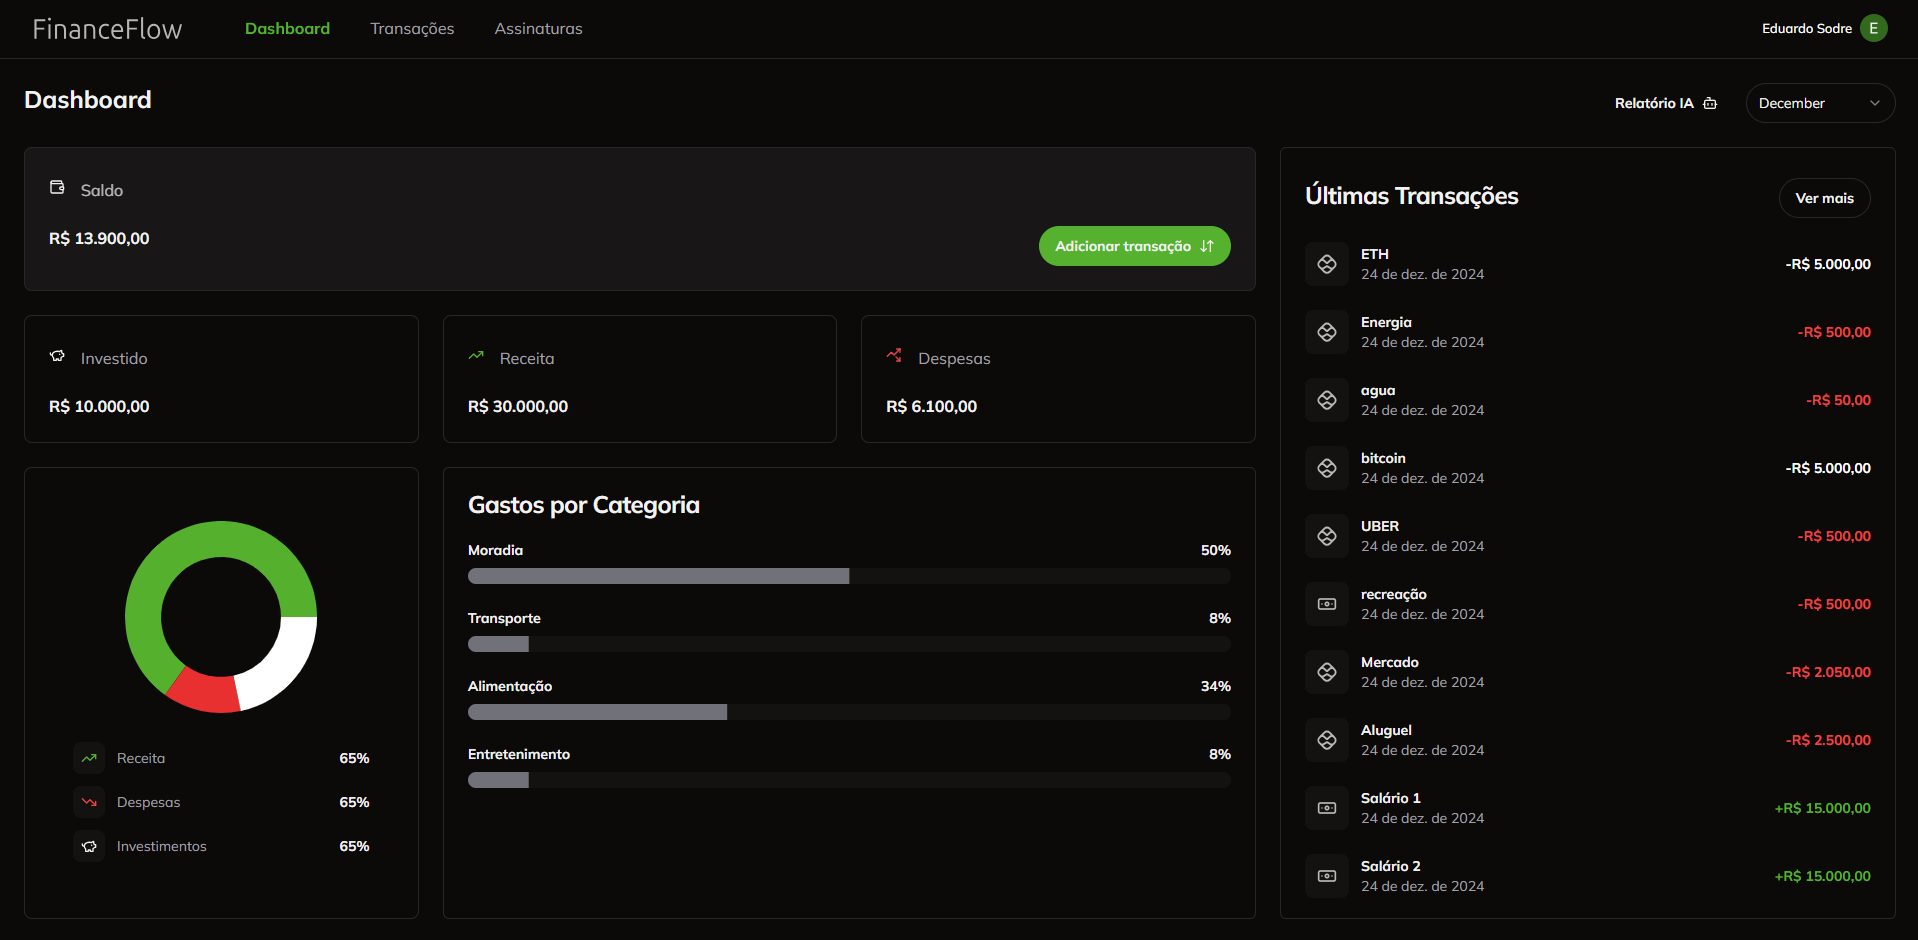 FinanceFlow
Dashboard
Transações
Assinaturas
Eduardo Sodre
E
Dashboard
Relatório IA
December
Saldo
R$ 13.900,00
Adicionar transação
Investido
R$ 10.000,00
Receita
R$ 30.000,00
Despesas
R$ 6.100,00
Receita 65%
Despesas 65%
Investimentos 65%
Gastos por Categoria
Moradia 50%
Transporte 8%
Alimentação 34%
Entretenimento 8%
Últimas Transações
Ver mais
ETH
24 de dez. de 2024
-R$ 5.000,00
Energia
24 de dez. de 2024
-R$ 500,00
agua
24 de dez. de 2024
-R$ 50,00
bitcoin
24 de dez. de 2024
-R$ 5.000,00
UBER
24 de dez. de 2024
-R$ 500,00
recreação
24 de dez. de 2024
-R$ 500,00
Mercado
24 de dez. de 2024
-R$ 2.050,00
Aluguel
24 de dez. de 2024
-R$ 2.500,00
Salário 1
24 de dez. de 2024
+R$ 15.000,00
Salário 2
24 de dez. de 2024
+R$ 15.000,00